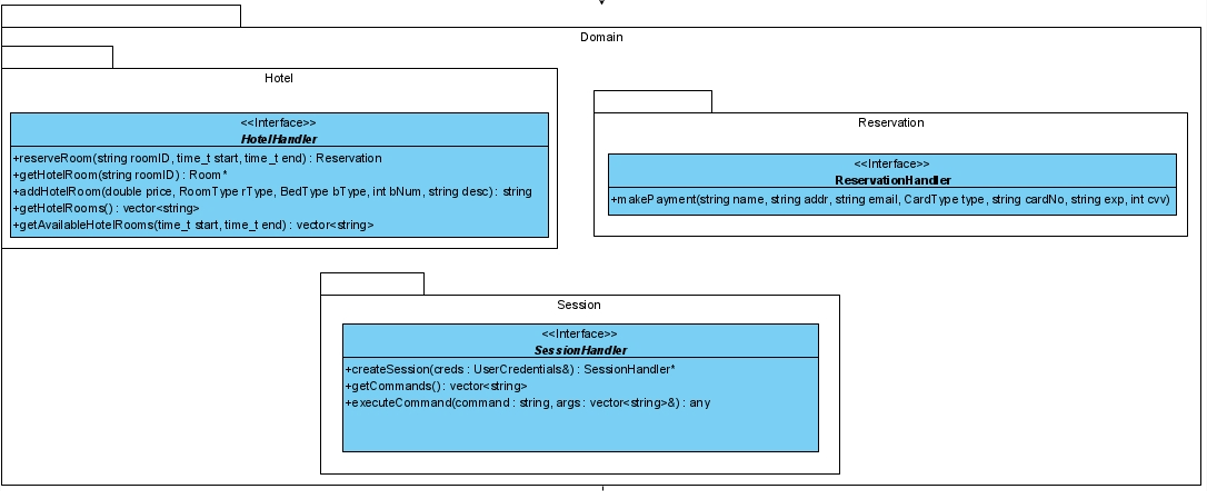 Domain
Hotel
<<Interface>>
HotelHandler
+reserveRoom(string roomID, time_t start, time_t end) : Reservation
+getHotelRoom(string roomID) : Room*
+addHotelRoom(double price, RoomType rType, BedType bType, int bNum, string desc) : string
+getHotelRooms() : vector<string>
+getAvailableHotelRooms(time_t start, time_t end) : vector<string>
Reservation
<<Interface>>
ReservationHandler
+makePayment(string name, string addr, string email, CardType type, string cardNo, string exp, int cvv)
Session
<<Interface>>
SessionHandler
+createSession(creds : UserCredentials&) : SessionHandler*
+getCommands() : vector<string>
+executeCommand(command : string, args : vector<string>&) : any